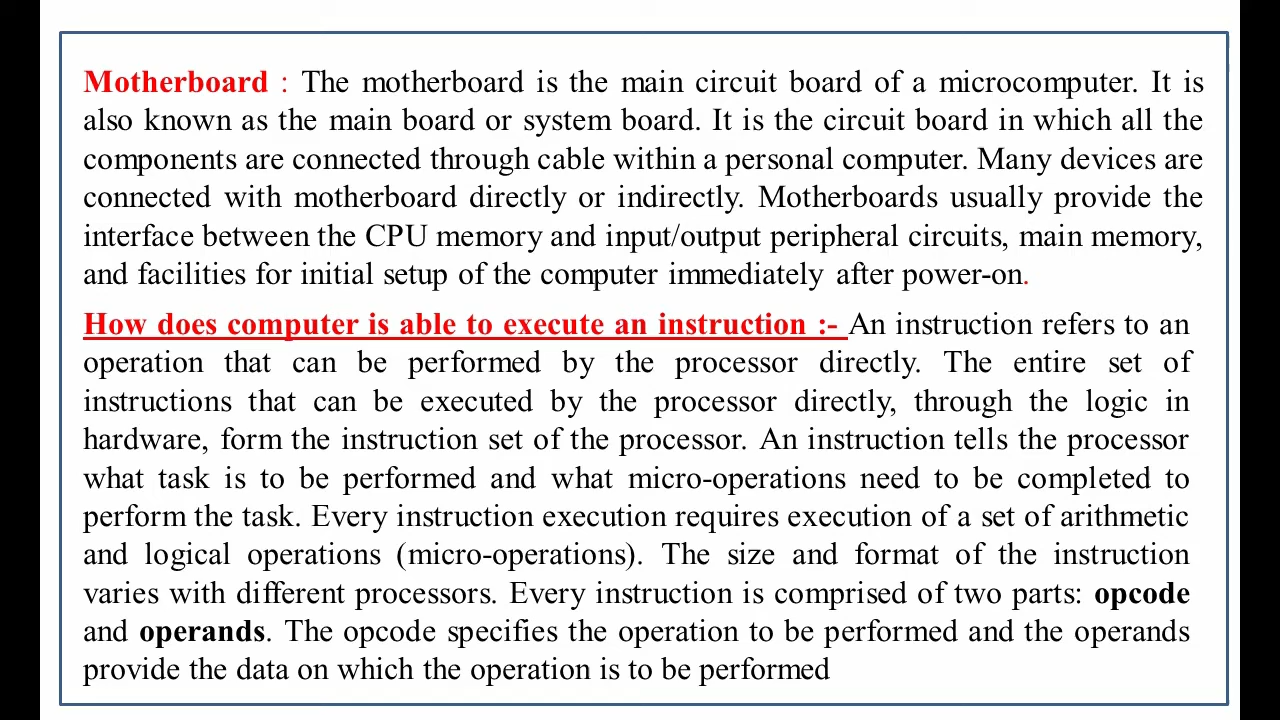 Motherboard : The motherboard is the main circuit board of a microcomputer. It is
also known as the main board or system board. It is the circuit board in which all the
components are connected through cable within a personal computer. Many devices are
connected with motherboard directly or indirectly. Motherboards usually provide the
interface between the CPU memory and input/output peripheral circuits, main memory,
and facilities for initial setup of the computer immediately after power-on.
How does computer is able to execute an instruction :- An instruction refers to an
operation that can be performed by the processor directly. The entire set of
instructions that can be executed by the processor directly, through the logic in
hardware, form the instruction set of the processor. An instruction tells the processor
what task is to be performed and what micro-operations need to be completed to
perform the task. Every instruction execution requires execution of a set of arithmetic
and logical operations (micro-operations). The size and format of the instruction
varies with different processors. Every instruction is comprised of two parts: opcode
and operands. The opcode specifies the operation to be performed and the operands
provide the data on which the operation is to be performed